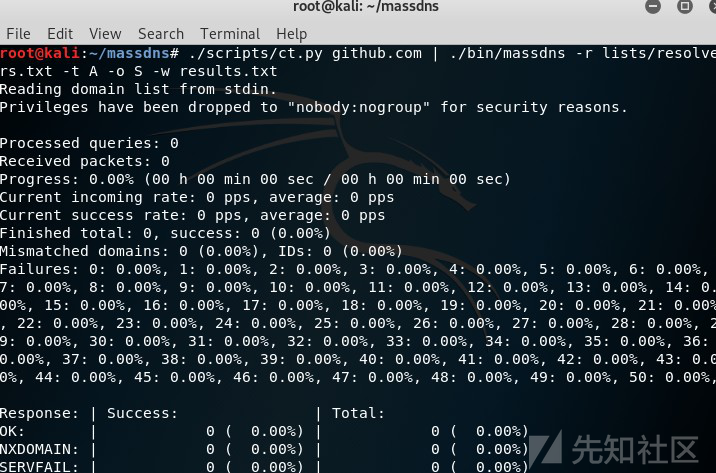 root@kali: ~/massdns
File Edit View Search Terminal Help
root@kali:~/massdns# ./scripts/ct.py github.com | ./bin/massdns -r lists/resolve
rs.txt -t A -o S -w results.txt
Reading domain list from stdin.
Privileges have been dropped to "nobody:nogroup" for security reasons.
Processed queries: 0
Received packets: 0
Progress: 0.00% (00 h 00 min 00 sec / 00 h 00 min 00 sec)
Current incoming rate: 0 pps, average: 0 pps
Current success rate: 0 pps, average: 0 pps
Finished total: 0, success: 0 (0.00%)
Mismatched domains: 0 (0.00%), IDs: 0 (0.00%)
Failures: 0: 0.00%, 1: 0.00%, 2: 0.00%, 3: 0.00%, 4: 0.00%, 5: 0.00%, 6: 0.00%,
7: 0.00%, 8: 0.00%, 9: 0.00%, 10: 0.00%, 11: 0.00%, 12: 0.00%, 13: 0.00%, 14: 0.
00%, 15: 0.00%, 16: 0.00%, 17: 0.00%, 18: 0.00%, 19: 0.00%, 20: 0.00%, 21: 0.00%
, 22: 0.00%, 23: 0.00%, 24: 0.00%, 25: 0.00%, 26: 0.00%, 27: 0.00%, 28: 0.00%, 2
9: 0.00%, 30: 0.00%, 31: 0.00%, 32: 0.00%, 33: 0.00%, 34: 0.00%, 35: 0.00%, 36:
0.00%, 37: 0.00%, 38: 0.00%, 39: 0.00%, 40: 0.00%, 41: 0.00%, 42: 0.00%, 43: 0.0
0%, 44: 0.00%, 45: 0.00%, 46: 0.00%, 47: 0.00%, 48: 0.00%, 49: 0.00%, 50: 0.00%,
Response: | Success: | Total:
OK: | 0 ( 0.00%) | 0 ( 0.00%)
NXDOMAIN: | 0 ( 0.00%) | 0 ( 0.00%)
SERVFAIL: | 0 ( 0.00%) | 0 ( 0.00%)
先知社区